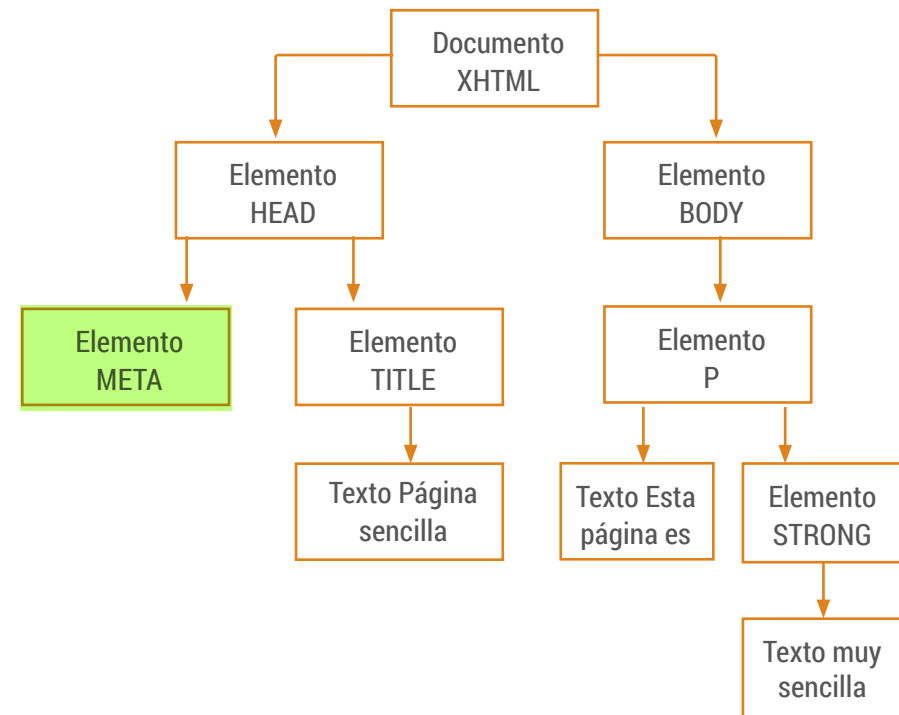 Documento
XHTML
Elemento
HEAD
Elemento
BODY
Elemento
META
Elemento
TITLE
Elemento
P
Texto Página
sencilla
Texto Esta
página es
Elemento
STRONG
Texto muy
sencilla